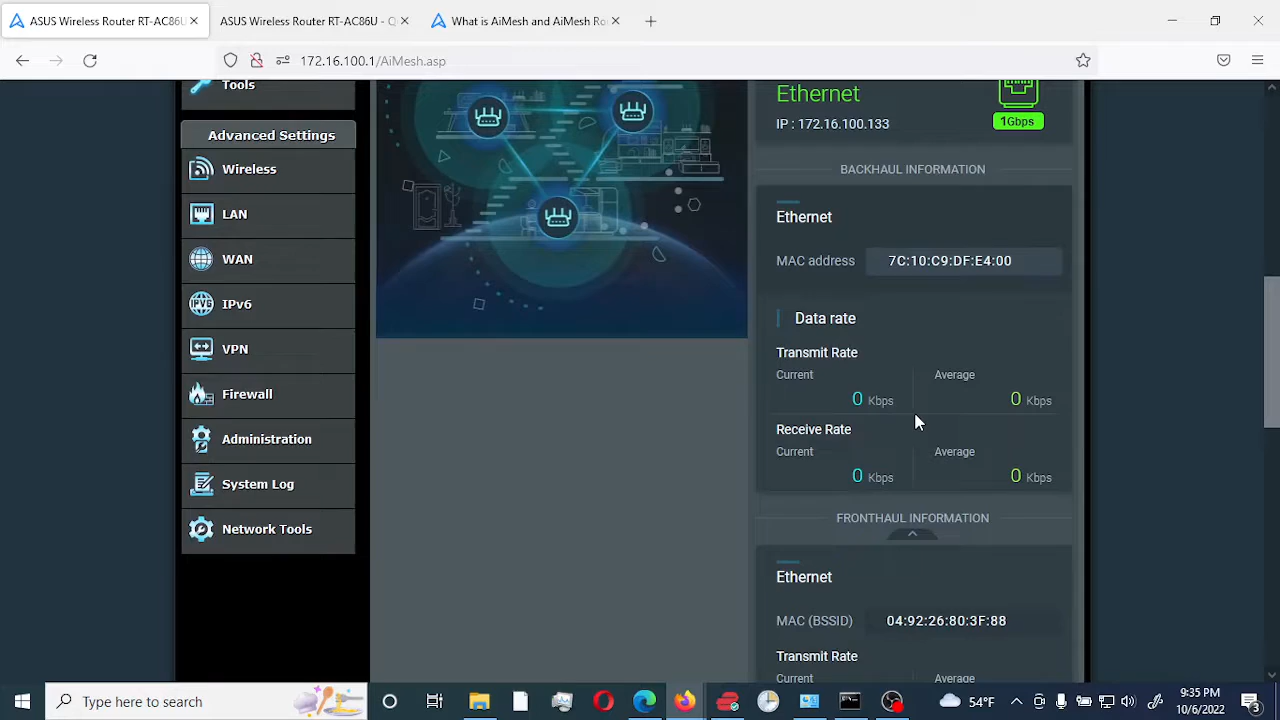 ASUS Wireless Router RT-AC86U
ASUS Wireless Router RT-AC86U - Q
What is AiMesh and AiMesh Ro
172.16.100.1/AiMesh.asp
Tools
Advanced Settings
Wireless
LAN
WAN
IPv6
VPN
Firewall
Administration
System Log
Network Tools
Ethernet
IP : 172.16.100.133
1Gbps
BACKHAUL INFORMATION
Ethernet
MAC address 7C:10:C9:DF:E4:00
Data rate
Transmit Rate
Current Average
0 Kbps 0 Kbps
Receive Rate
Current Average
0 Kbps 0 Kbps
FRONTHAUL INFORMATION
Ethernet
MAC (BSSID) 04:92:26:80:3F:88
Transmit Rate
Current Average
Type here to search
54°F
9:35 PM
10/6/2022
3